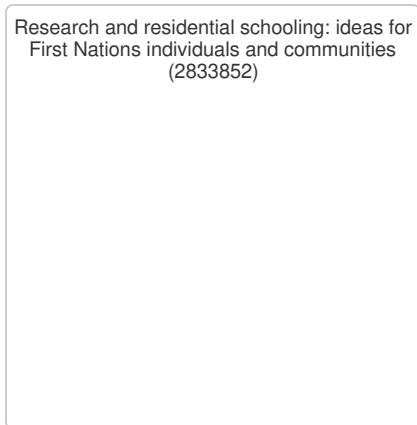 Research and residential schooling: ideas for
First Nations individuals and communities
(2833852)